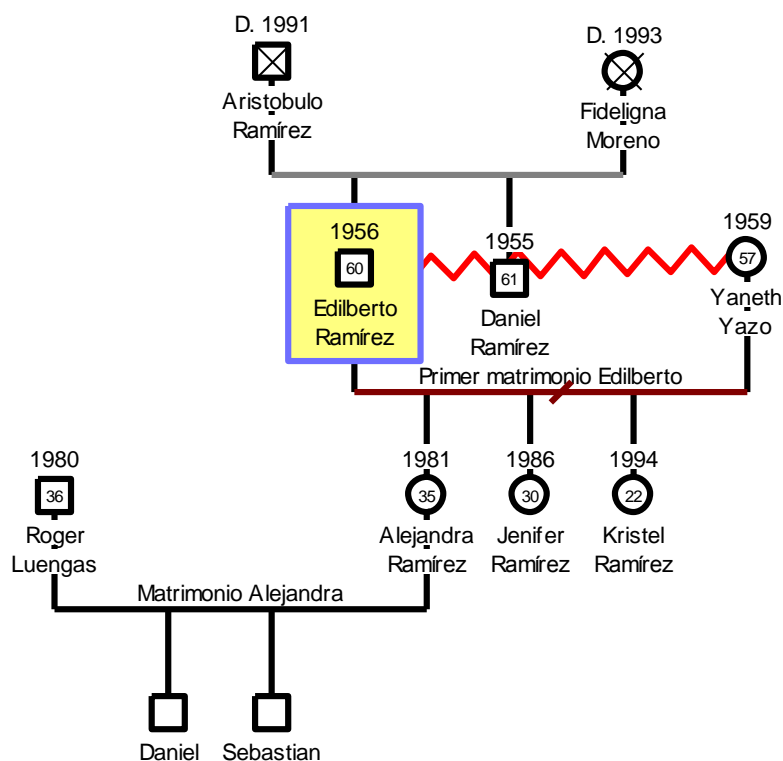 D. 1991
D. 1993
Aristobulo
Ramírez
Fideligna
Moreno
1956
60
Edilberto
Ramírez
1955
61
Daniel
Ramírez
1959
57
Yaneth
Yazo
Primer matrimonio Edilberto
1980
36
Roger
Luengas
1981
35
Alejandra
Ramírez
1986
30
Jenifer
Ramírez
1994
22
Kristel
Ramírez
Matrimonio Alejandra
Daniel
Sebastian